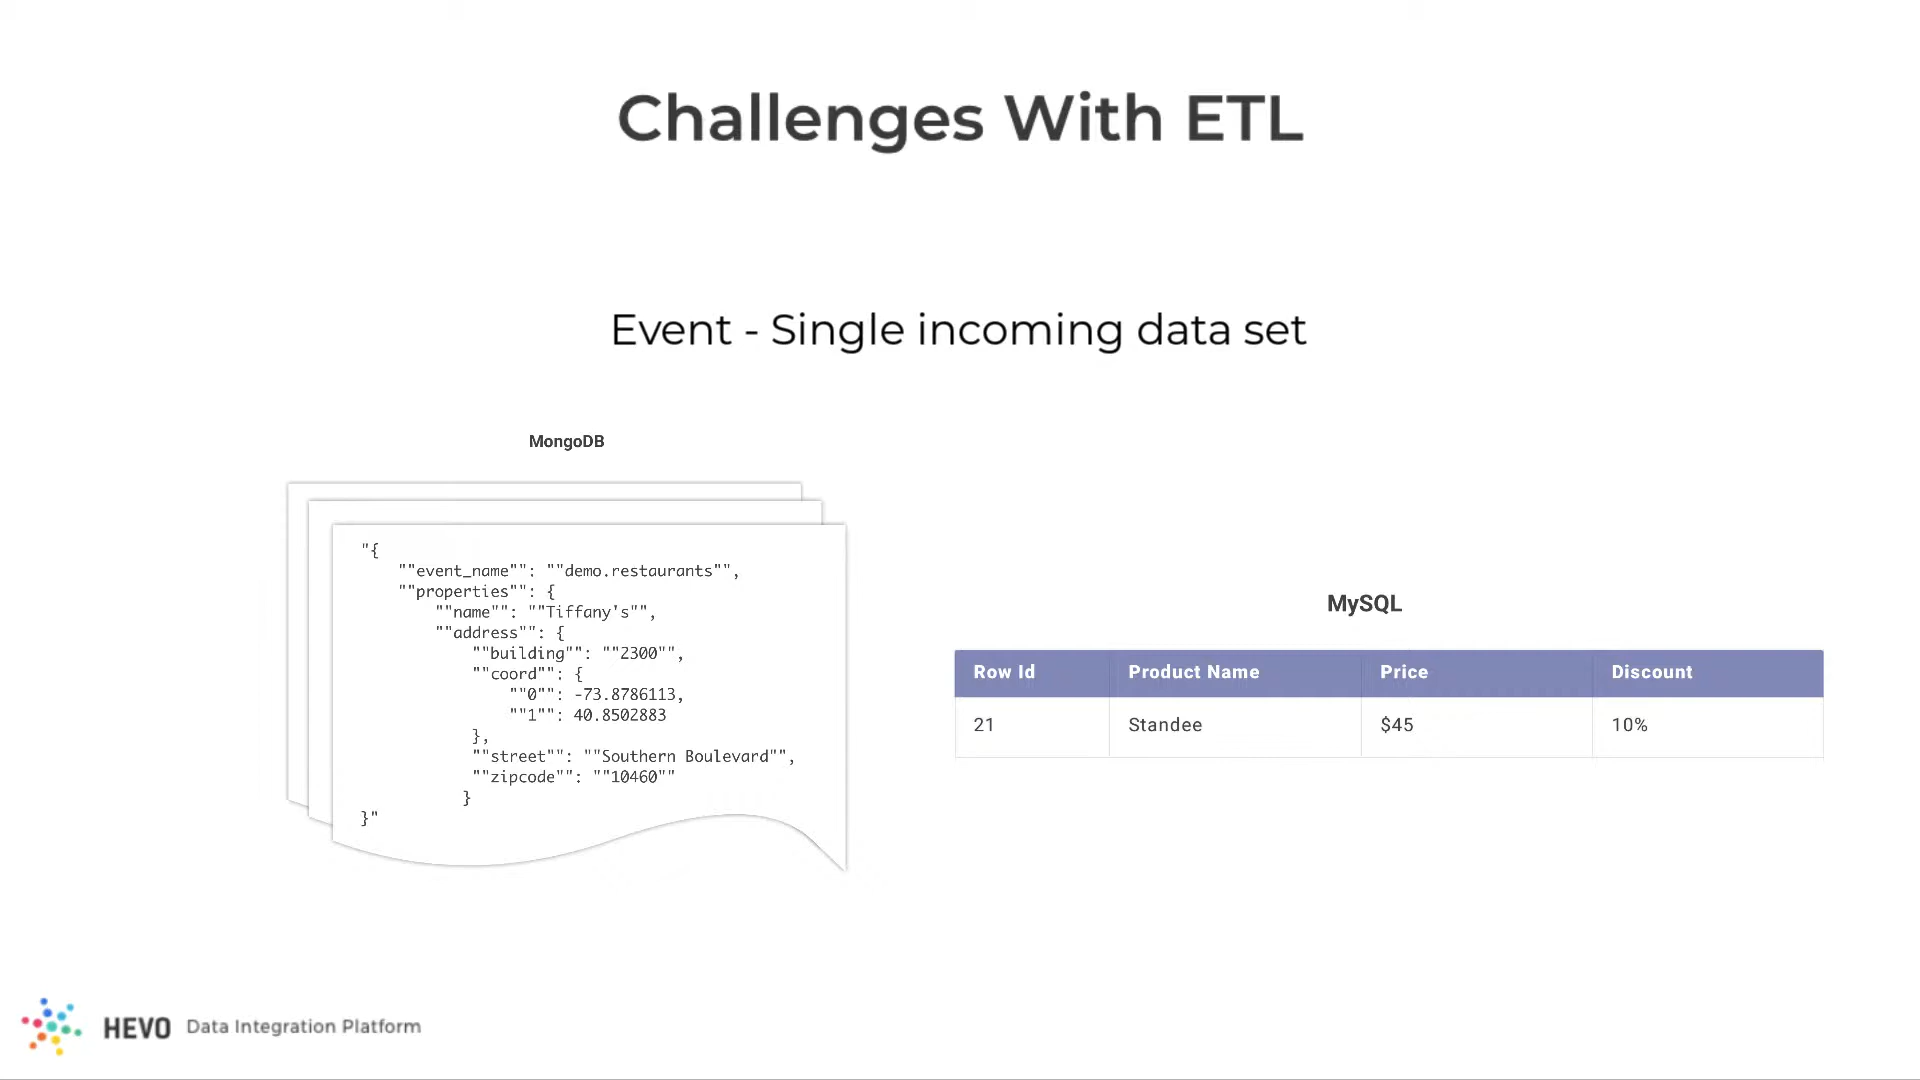 Challenges With ETL
Event - Single incoming data set
MongoDB
"{
""event_name"": ""demo.restaurants"",
""properties"": {
""name"": ""Tiffany's"",
""address"": {
""building"": ""2300"",
""coord"": {
""0"": -73.8786113,
""1"": 40.8502883
},
""street"": ""Southern Boulevard"",
""zipcode"": ""10460""
}
}"
MySQL
Row Id Product Name Price Discount
21 Standee $45 10%
HEVO Data Integration Platform